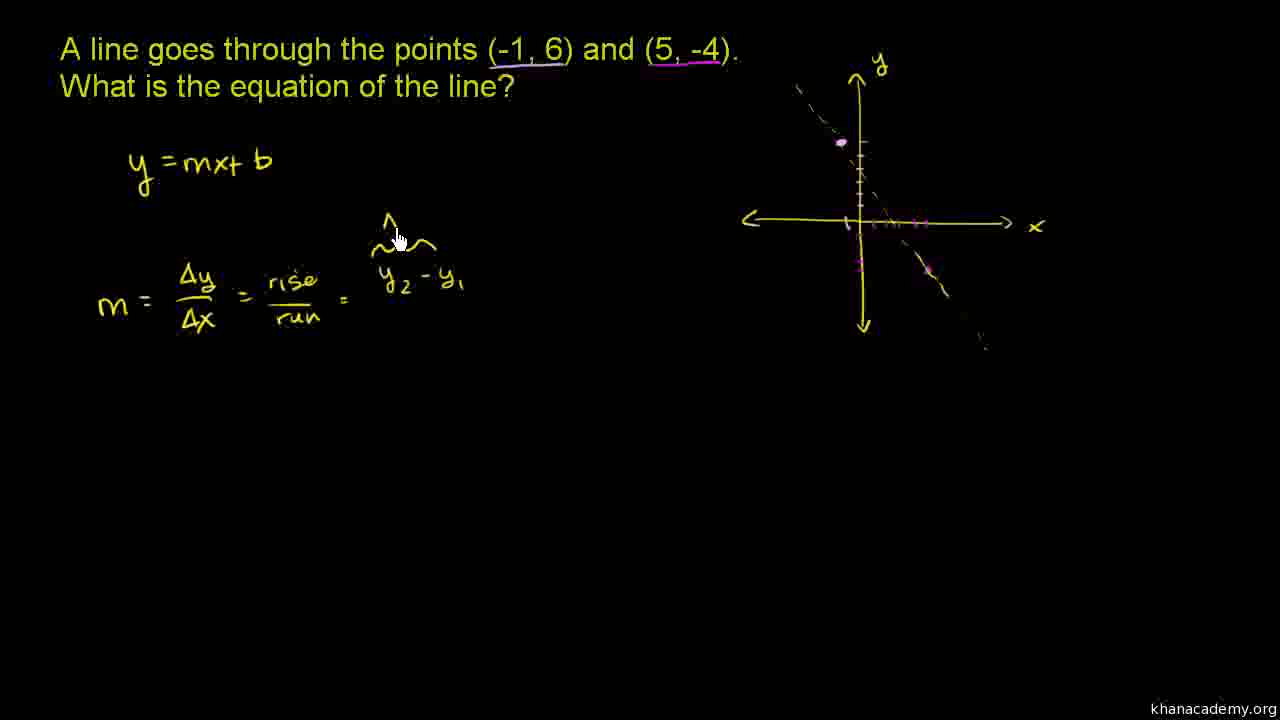 A line goes through the points (-1, 6) and (5, -4).
What is the equation of the line?
y
y = mx + b
x
m = Δy/Δx = rise/run = y₂ - y₁
khanacademy.org